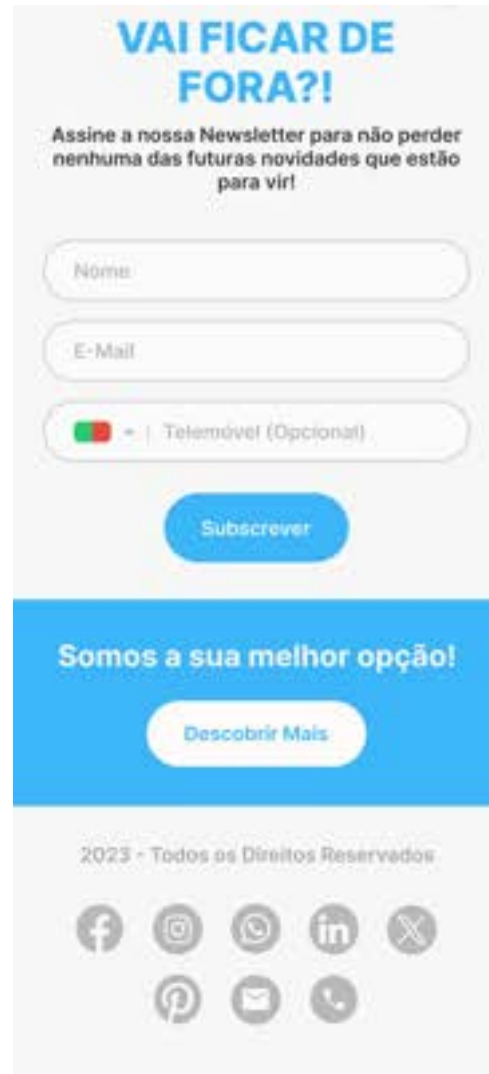 VAI FICAR DE
FORA?!
Assine a nossa Newsletter para não perder
nenhuma das futuras novidades que estão
para vir!
Nome
E-Mail
Telemóvel (Opcional)
Subscrever
Somos a sua melhor opção!
Descobrir Mais
2023 - Todos os Direitos Reservados